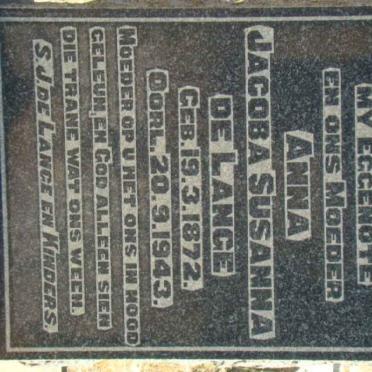 MY EGGENOTE
EN ONS MOEDER
ANNA
JACOBA SUSANNA
DE LANGE
GEB. 19.3.1872.
OORL. 20.9.1943.
MOEDER OP U HET ONS IN NOOD
GELEUN, EN GOD ALLEEN SIEN
DIE TRANE WAT ONS WEEN.
S.J. DE LANGE EN KINDERS.